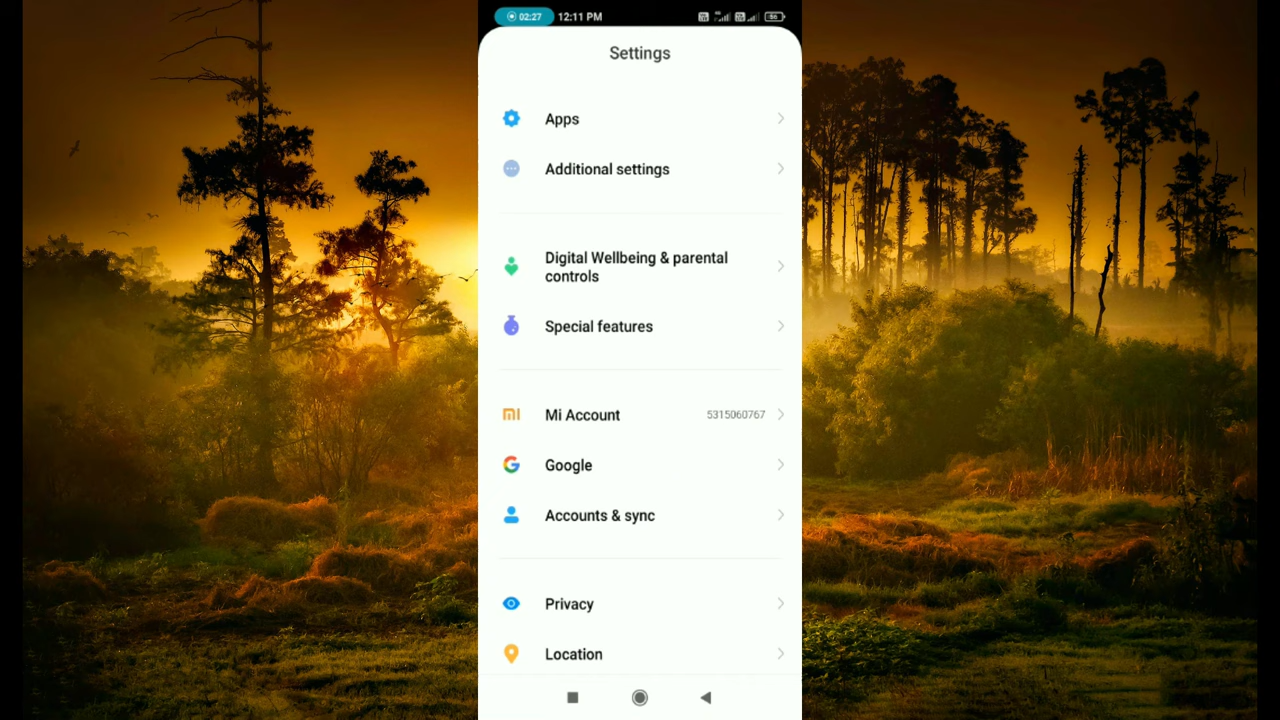 02:27 12:11 PM 56
Settings
Apps
Additional settings
Digital Wellbeing & parental
controls
Special features
Mi Account 5315060767
Google
Accounts & sync
Privacy
Location